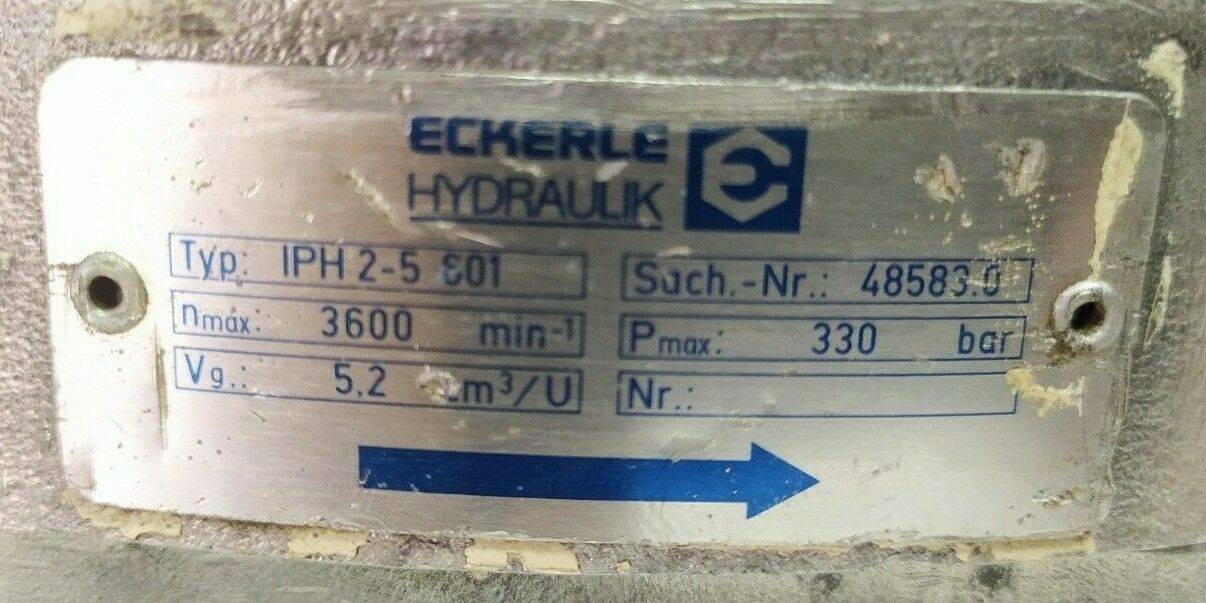 ECKERLE
HYDRAULIK
Typ: IPH 2-5 801
Sach.-Nr.: 48583.0
nmax: 3600 min-1
Pmax: 330 bar
Vg.: 5,2 cm³/U
Nr.: